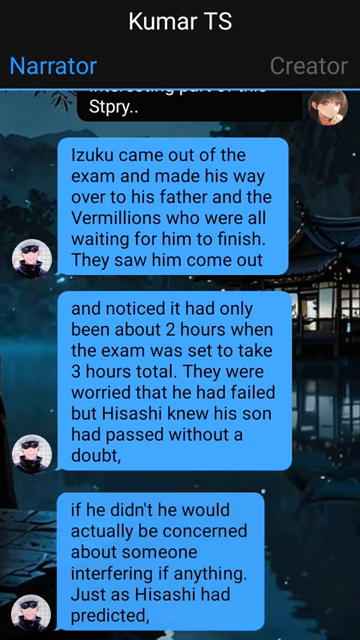 Kumar TS
Narrator
Creator
interesting part of this
Stpry..
Izuku came out of the
exam and made his way
over to his father and the
Vermillions who were all
waiting for him to finish.
They saw him come out
and noticed it had only
been about 2 hours when
the exam was set to take
3 hours total. They were
worried that he had failed
but Hisashi knew his son
had passed without a
doubt,
if he didn't he would
actually be concerned
about someone
interfering if anything.
Just as Hisashi had
predicted,